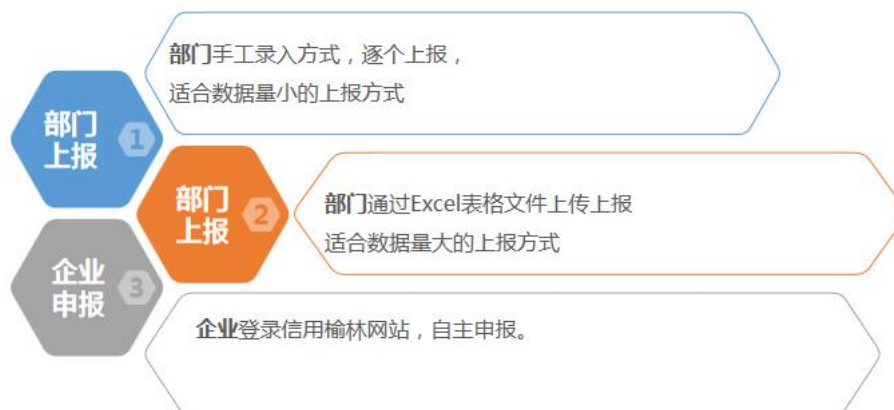 部门手工录入方式，逐个上报，
适合数据量小的上报方式
部门
上报
1
部门
上报
2
部门通过Excel表格文件上传上报
适合数据量大的上报方式
企业
申报
3
企业登录信用榆林网站，自主申报。